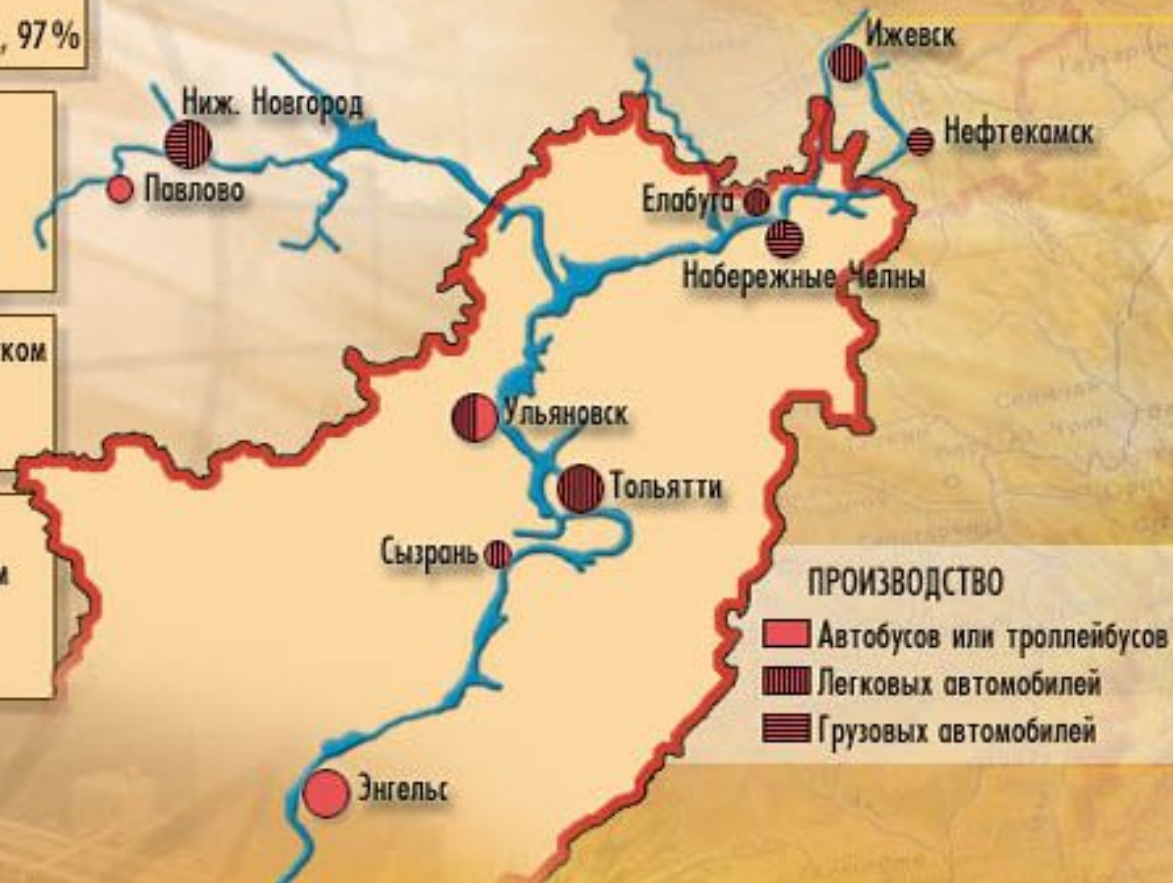 , 97 %
Ижевск
Ниж. Новгород
Нефтекамск
Павлово
Елабуга
Набережные Челны
ком
Ульяновск
Тольятти
Сызрань
м
ПРОИЗВОДСТВО
Автобусов или троллейбусов
Легковых автомобилей
Грузовых автомобилей
Энгельс